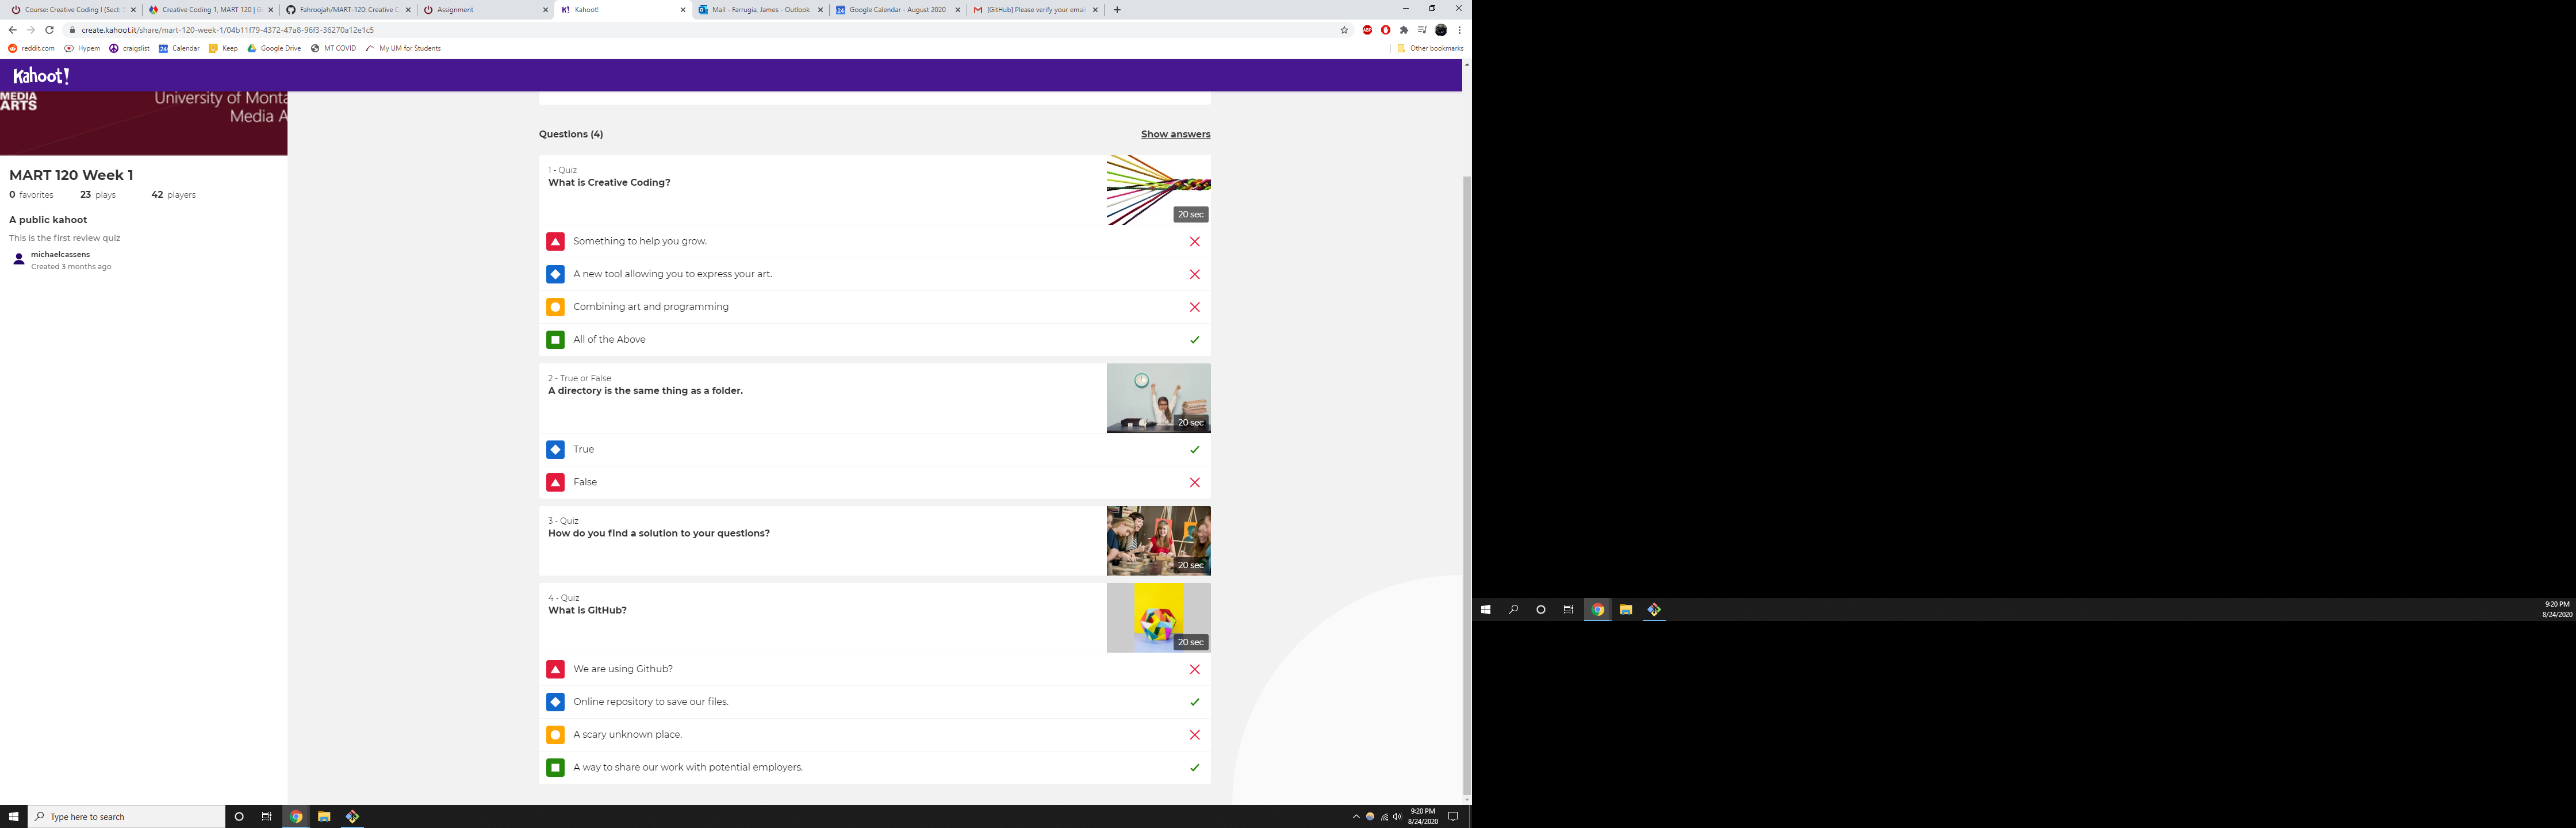 Course: Creative Coding I (Sect:
Creative Coding 1, MART 120 | G
Fahroojah/MART-120: Creative C
Assignment
K! Kahoot!
Mail - Farrugia, James - Outlook
24 Google Calendar - August 2020
[GitHub] Please verify your emai
create.kahoot.it/share/mart-120-week-1/04b11f79-4372-47a8-96f3-36270a12e1c5
ABP
reddit.com
Hypem
craigslist
24 Calendar
Keep
Google Drive
MT COVID
My UM for Students
Other bookmarks
Kahoot!
MEDIA
ARTS
University of Monta
Media A
MART 120 Week 1
0 favorites 23 plays 42 players
A public kahoot
This is the first review quiz
michaelcassens
Created 3 months ago
Questions (4)
Show answers
1 - Quiz
What is Creative Coding?
20 sec
Something to help you grow.
A new tool allowing you to express your art.
Combining art and programming
All of the Above
2 - True or False
A directory is the same thing as a folder.
20 sec
True
False
3 - Quiz
How do you find a solution to your questions?
20 sec
4 - Quiz
What is GitHub?
20 sec
We are using Github?
Online repository to save our files.
A scary unknown place.
A way to share our work with potential employers.
Type here to search
9:20 PM
8/24/2020
9:20 PM
8/24/2020